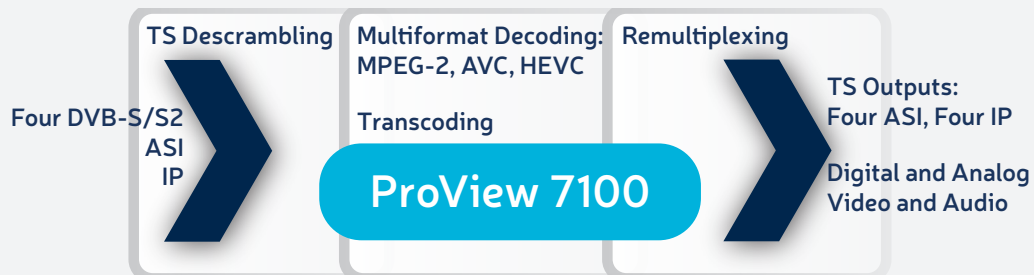 TS Descrambling
Multiformat Decoding:
MPEG-2, AVC, HEVC
Transcoding
Remultiplexing
Four DVB-S/S2
ASI
IP
ProView 7100
TS Outputs:
Four ASI, Four IP
Digital and Analog
Video and Audio